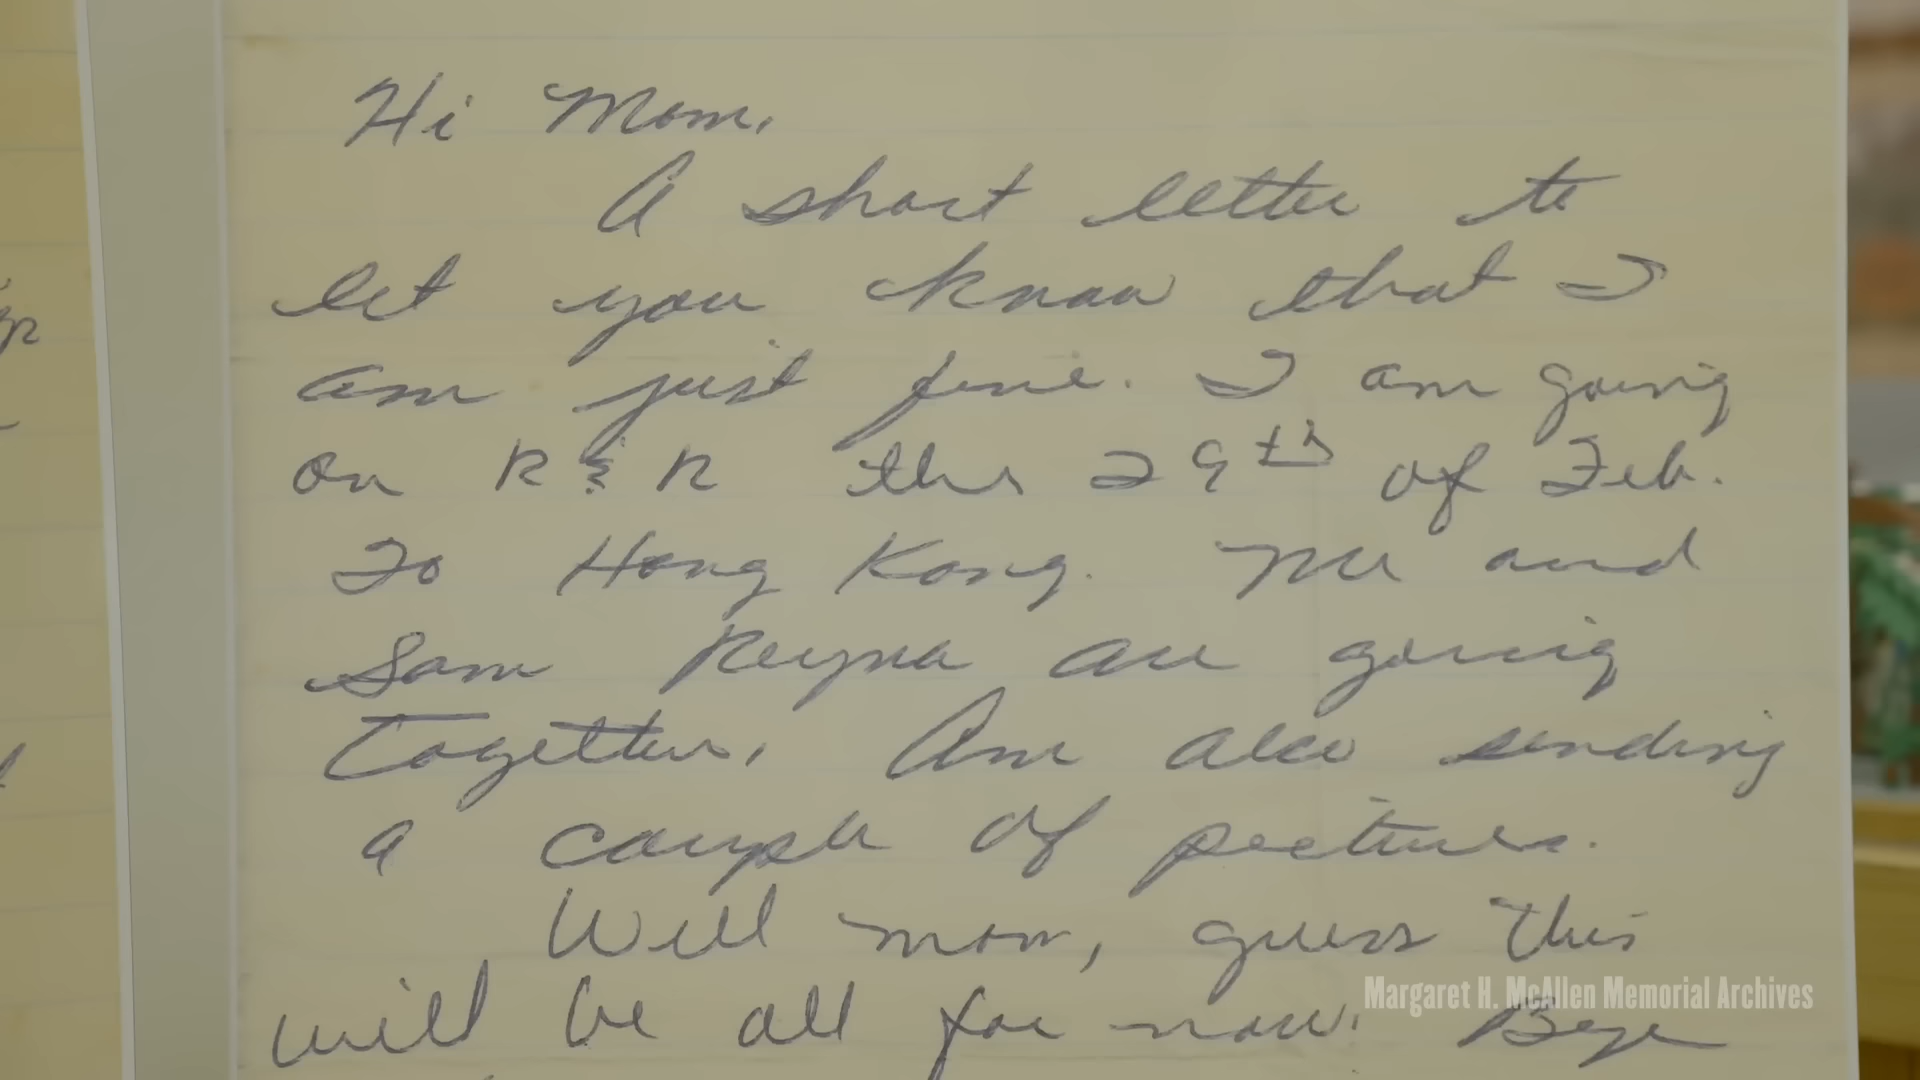 Hi Mom,
A short letter to
let you know that I
am just fine. I am going
on R & R the 29th of Feb.
To Hong Kong. Me and
Sam Reyna are going
together. Am also sending
a couple of pictures.
Well mom, guess this
will be all for now. Bye
Margaret H. McAllen Memorial Archives